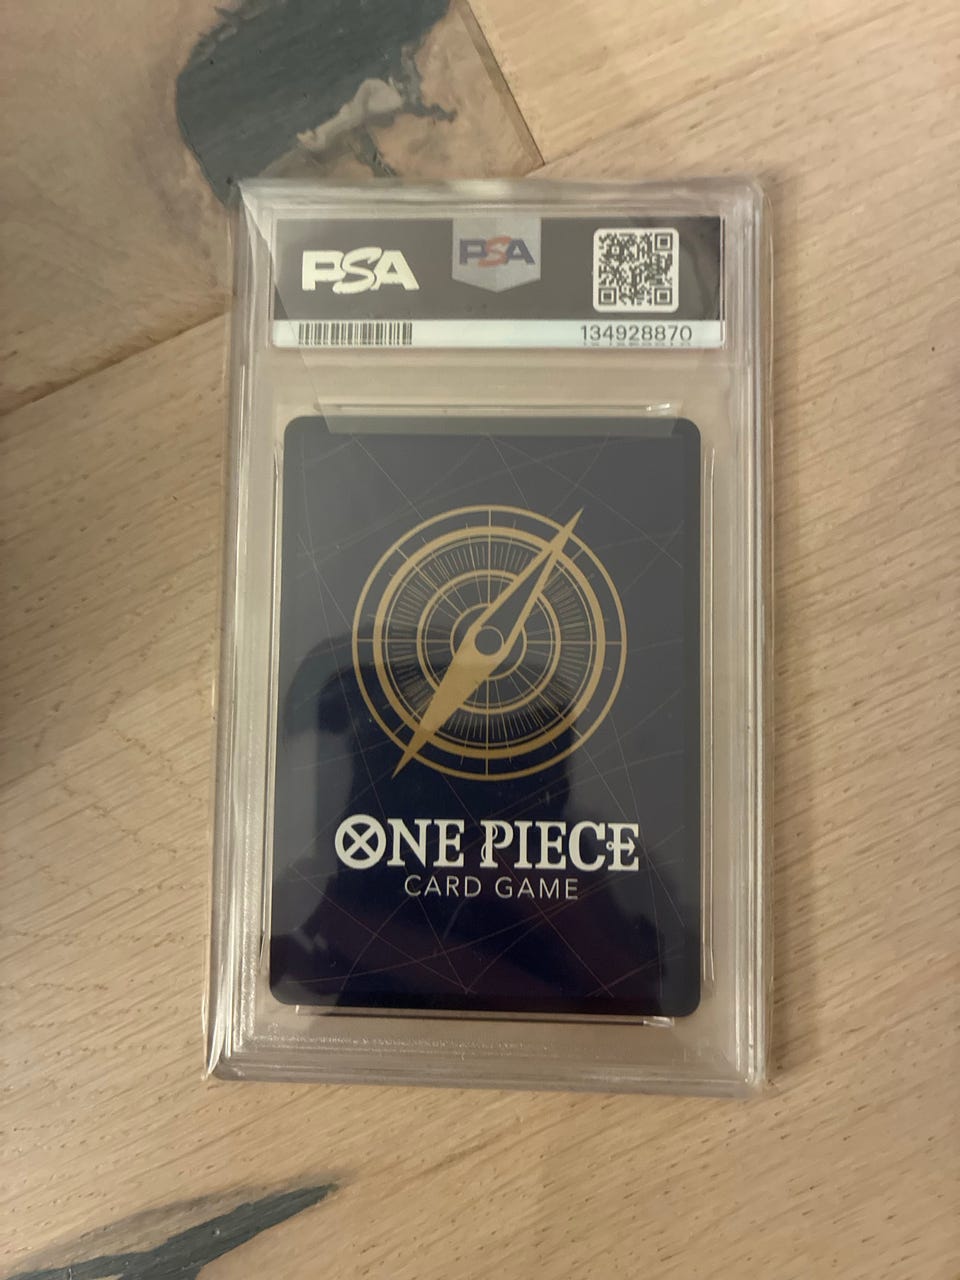 PSA
PSA
134928870
ONE PIECE
CARD GAME